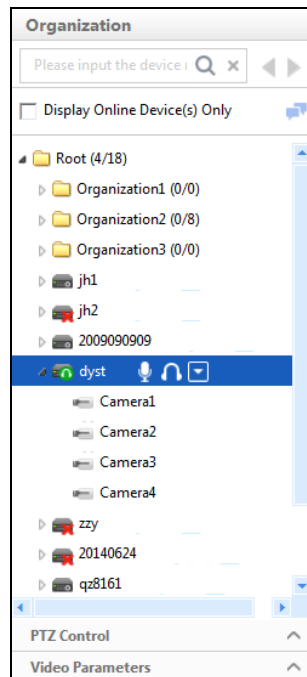 Organization
Please input the device
Display Online Device(s) Only
Root (4/18)
Organization1 (0/0)
Organization2 (0/8)
Organization3 (0/0)
jh1
jh2
2009090909
dyst
Camera1
Camera2
Camera3
Camera4
zzy
20140624
qz8161
PTZ Control
Video Parameters